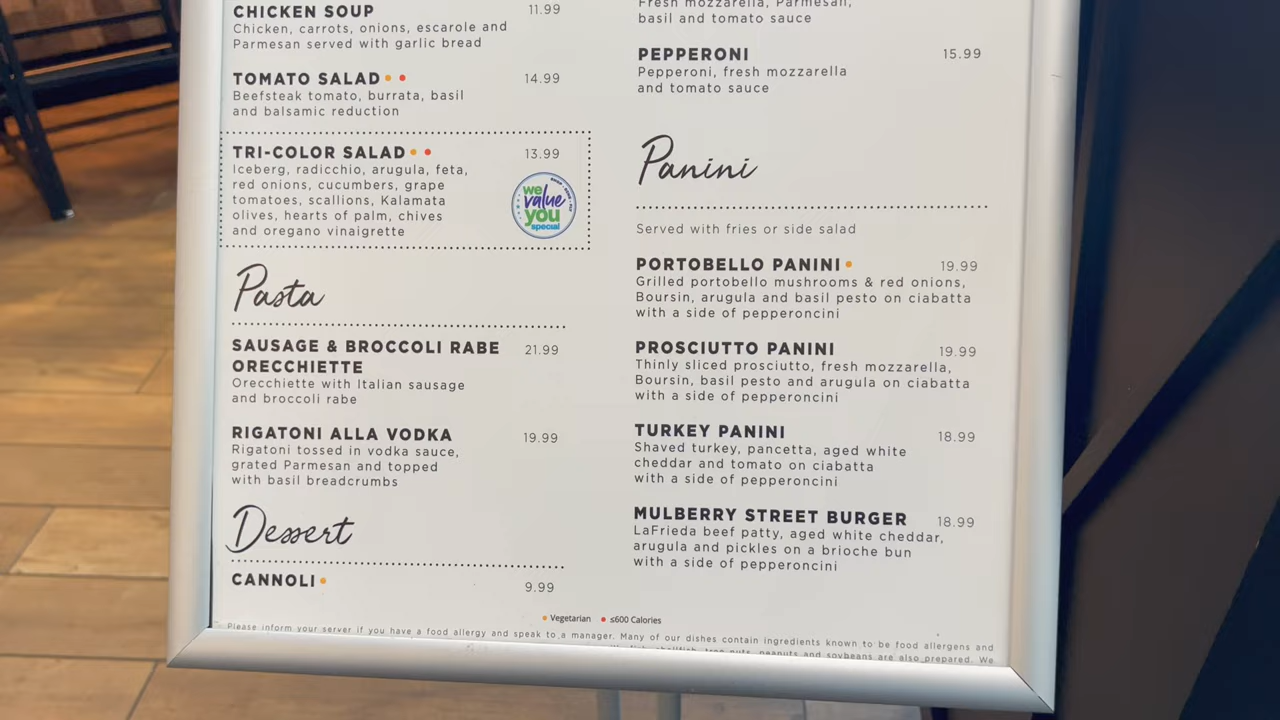 CHICKEN SOUP 11.99
Chicken, carrots, onions, escarole and
Parmesan served with garlic bread
TOMATO SALAD 14.99
Beefsteak tomato, burrata, basil
and balsamic reduction
TRI-COLOR SALAD 13.99
Iceberg, radicchio, arugula, feta,
red onions, cucumbers, grape
tomatoes, scallions, Kalamata
olives, hearts of palm, chives
and oregano vinaigrette
we
value
you
special
Pasta
SAUSAGE & BROCCOLI RABE 21.99
ORECCHIETTE
Orecchiette with Italian sausage
and broccoli rabe
RIGATONI ALLA VODKA 19.99
Rigatoni tossed in vodka sauce,
grated Parmesan and topped
with basil breadcrumbs
Dessert
CANNOLI 9.99
Fresh mozzarella, Parmesan,
basil and tomato sauce
PEPPERONI 15.99
Pepperoni, fresh mozzarella
and tomato sauce
Panini
Served with fries or side salad
PORTOBELLO PANINI 19.99
Grilled portobello mushrooms & red onions,
Boursin, arugula and basil pesto on ciabatta
with a side of pepperoncini
PROSCIUTTO PANINI 19.99
Thinly sliced prosciutto, fresh mozzarella,
Boursin, basil pesto and arugula on ciabatta
with a side of pepperoncini
TURKEY PANINI 18.99
Shaved turkey, pancetta, aged white
cheddar and tomato on ciabatta
with a side of pepperoncini
MULBERRY STREET BURGER 18.99
LaFrieda beef patty, aged white cheddar,
arugula and pickles on a brioche bun
with a side of pepperoncini
Vegetarian ≤600 Calories
Please inform your server if you have a food allergy and speak to a manager. Many of our dishes contain ingredients known to be food allergens and
fish, shellfish, tree nuts, peanuts and soybeans are also prepared. We